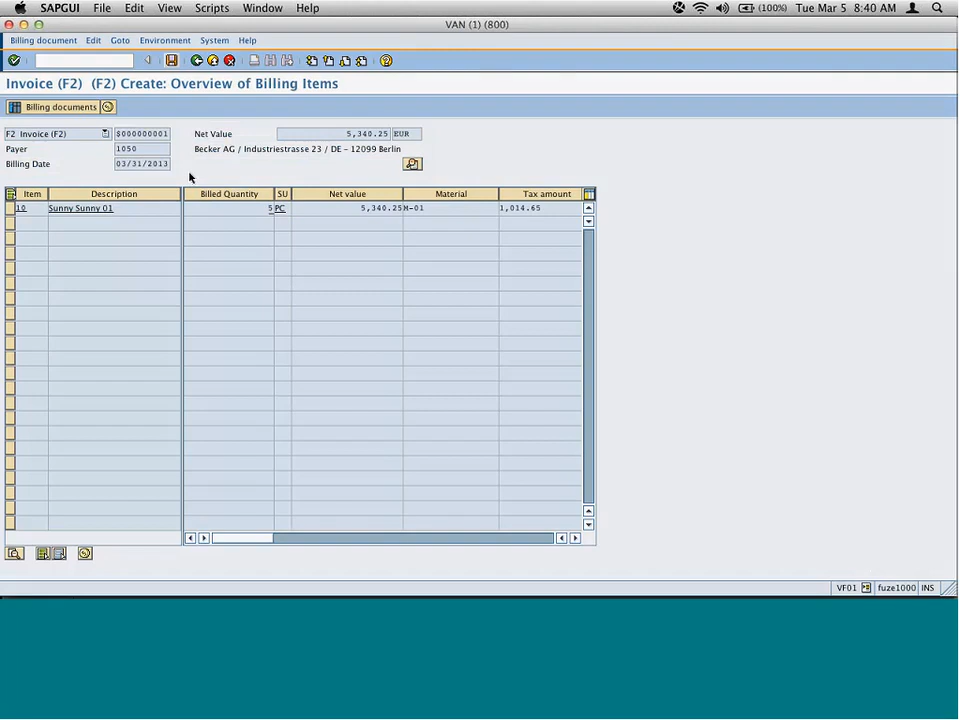 SAPGUI File Edit View Scripts Window Help (100%) Tue Mar 5 8:40 AM
VAN (1) (800)
Billing document Edit Goto Environment System Help
Invoice (F2) (F2) Create: Overview of Billing Items
Billing documents
F2 Invoice (F2) $000000001 Net Value 5,340.25 EUR
Payer 1050 Becker AG / Industriestrasse 23 / DE - 12099 Berlin
Billing Date 03/31/2013
Item Description Billed Quantity SU Net value Material Tax amount
10 Sunny Sunny 01 5 PC 5,340.25 M-01 1,014.65
VF01 fuze1000 INS